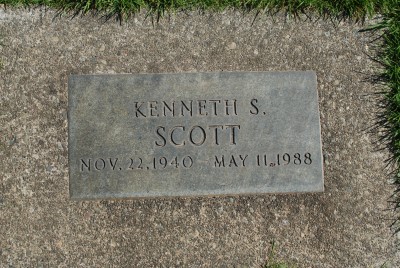 KENNETH S.
SCOTT
NOV. 22, 1940 MAY 11, 1988